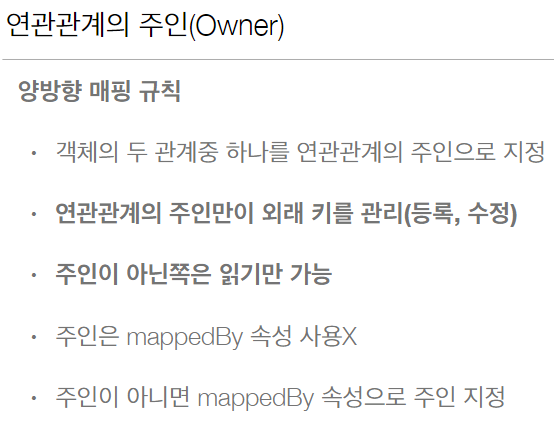 연관관계의 주인(Owner)
양방향 매핑 규칙
• 객체의 두 관계중 하나를 연관관계의 주인으로 지정
• 연관관계의 주인만이 외래 키를 관리(등록, 수정)
• 주인이 아닌쪽은 읽기만 가능
• 주인은 mappedBy 속성 사용X
• 주인이 아니면 mappedBy 속성으로 주인 지정